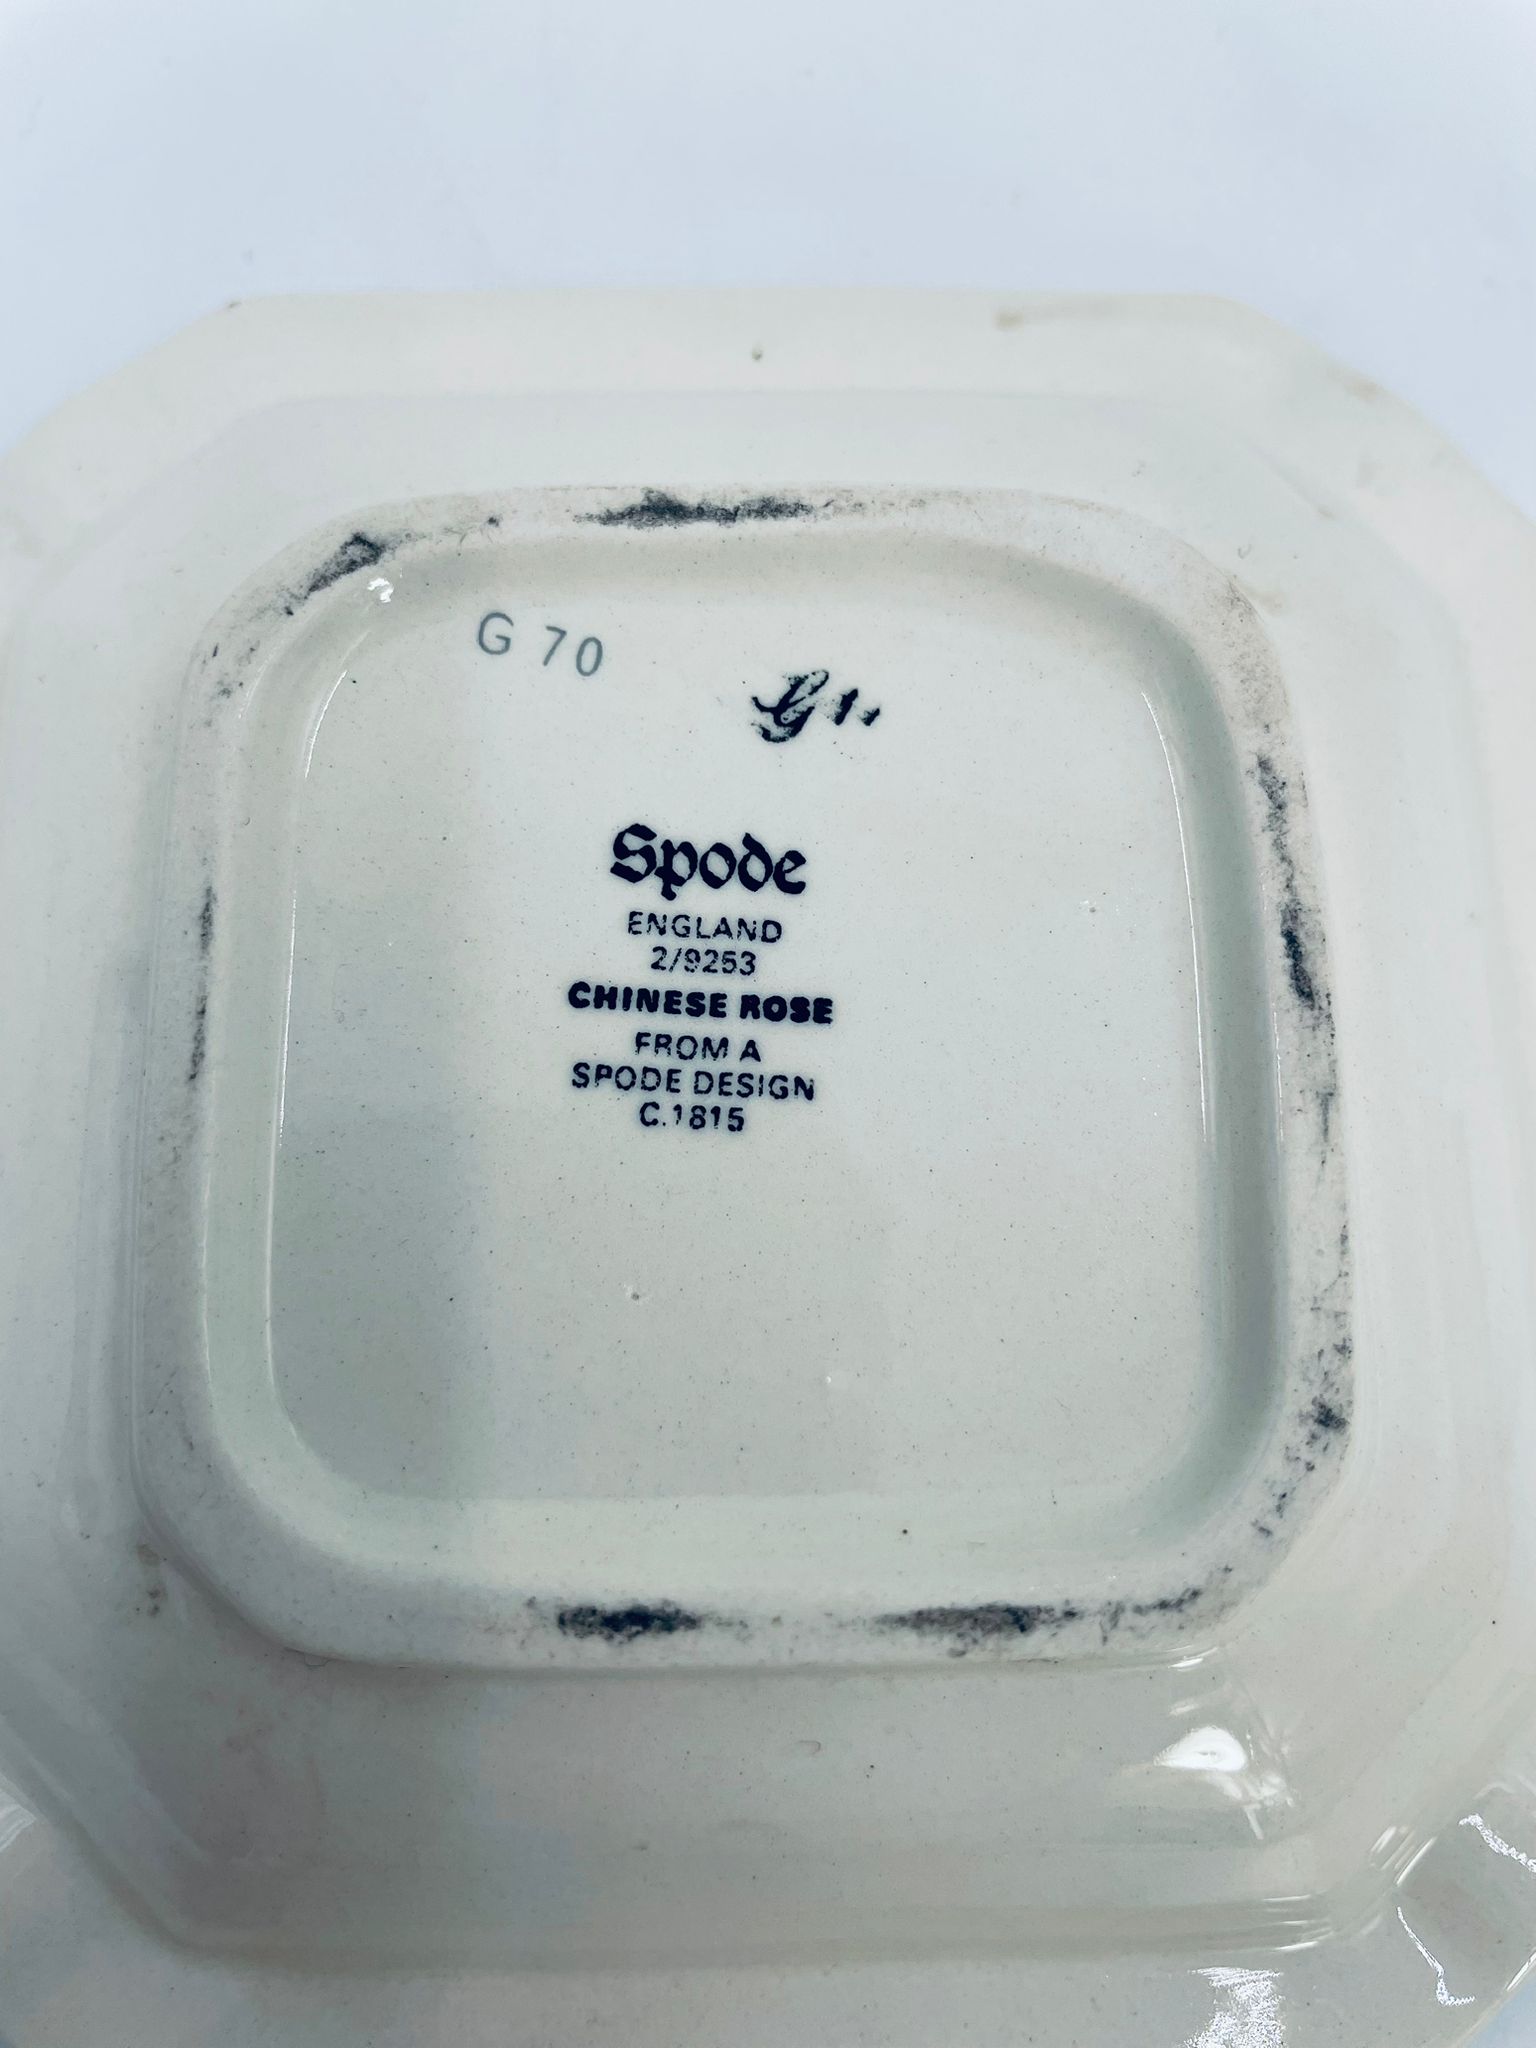 G 70
Spode
ENGLAND
2/9253
CHINESE ROSE
FROM A
SPODE DESIGN
C.1815